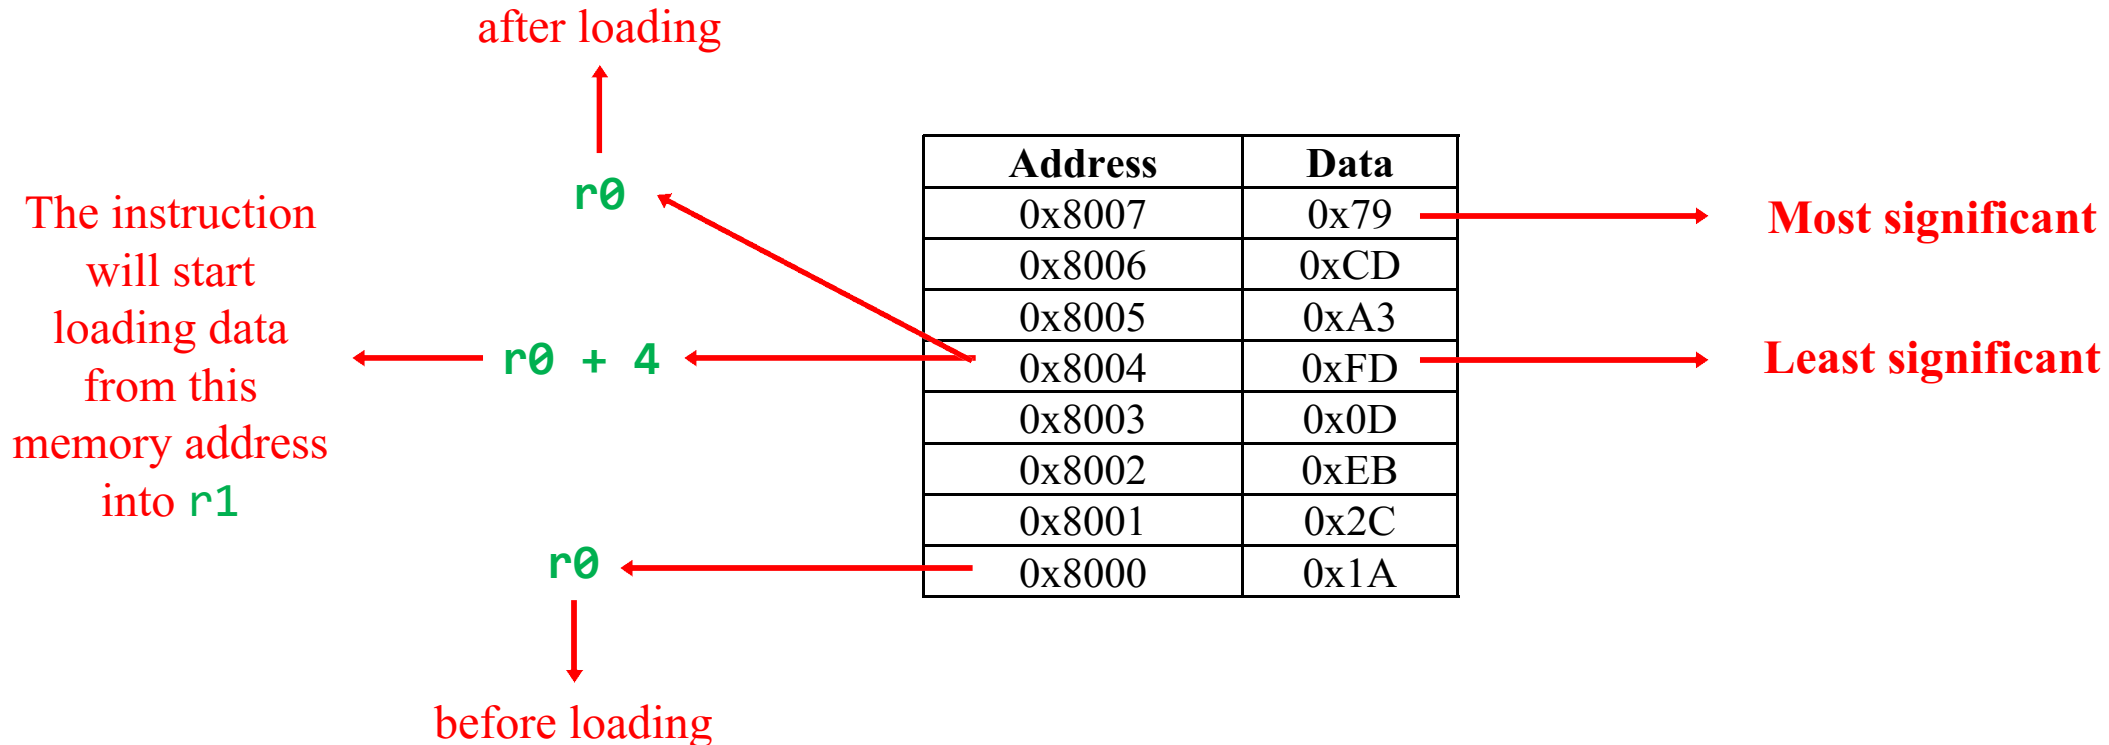 after loading
r0
The instruction
will start
loading data
from this
memory address
into r1
r0 + 4
r0
before loading
Address Data
0x8007 0x79
0x8006 0xCD
0x8005 0xA3
0x8004 0xFD
0x8003 0x0D
0x8002 0xEB
0x8001 0x2C
0x8000 0x1A
Most significant
Least significant